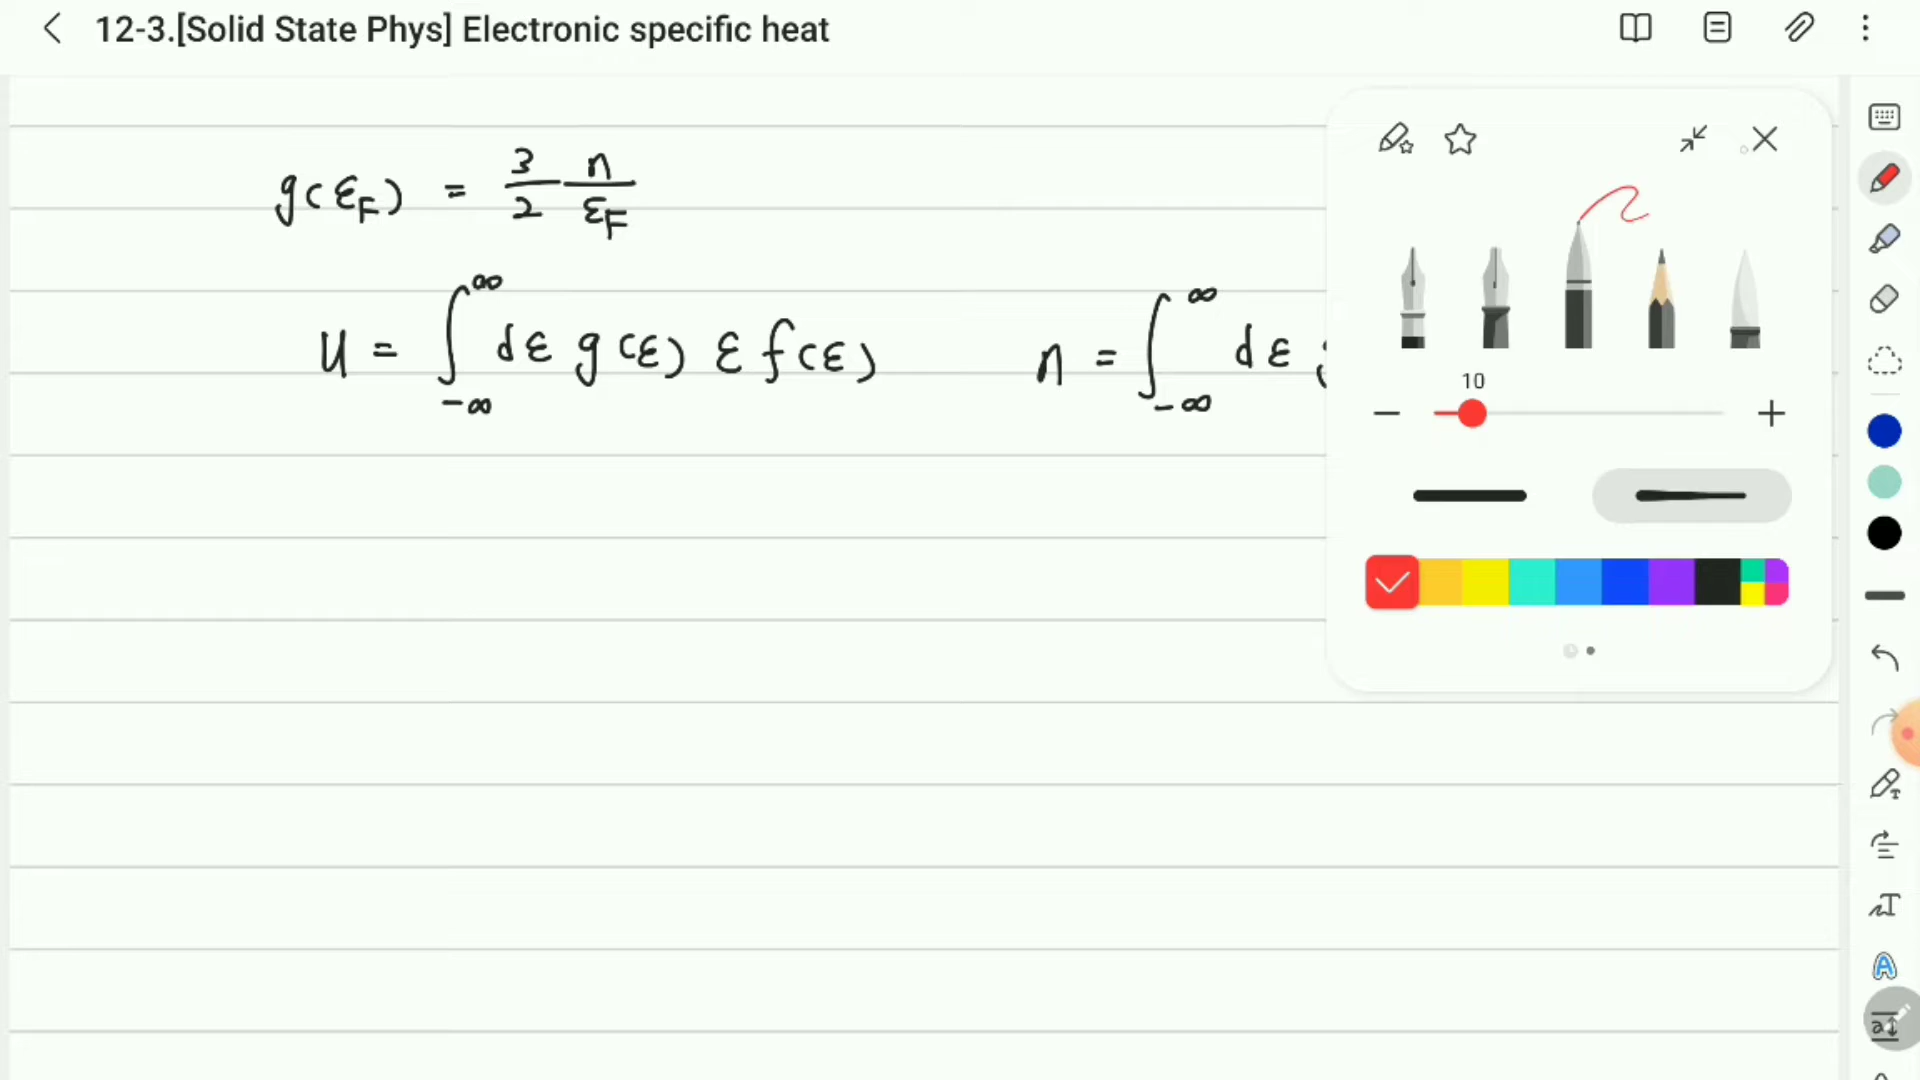 12-3.[Solid State Phys] Electronic specific heat
g(ε_F) = 3/2 n/ε_F
u = ∫_{-∞}^{∞} dε g(ε) ε f(ε)    n = ∫_{-∞}^{∞} dε
10